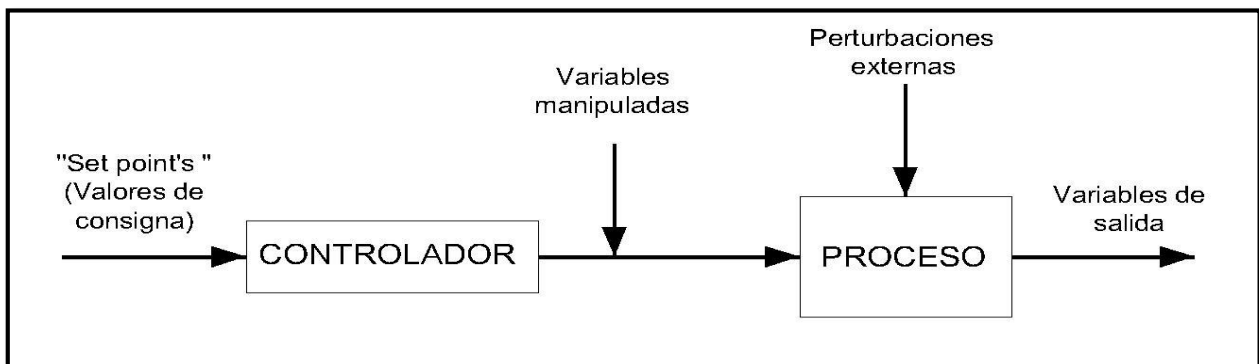 "Set point's "
(Valores de
consigna)
CONTROLADOR
Variables
manipuladas
Perturbaciones
externas
PROCESO
Variables de
salida